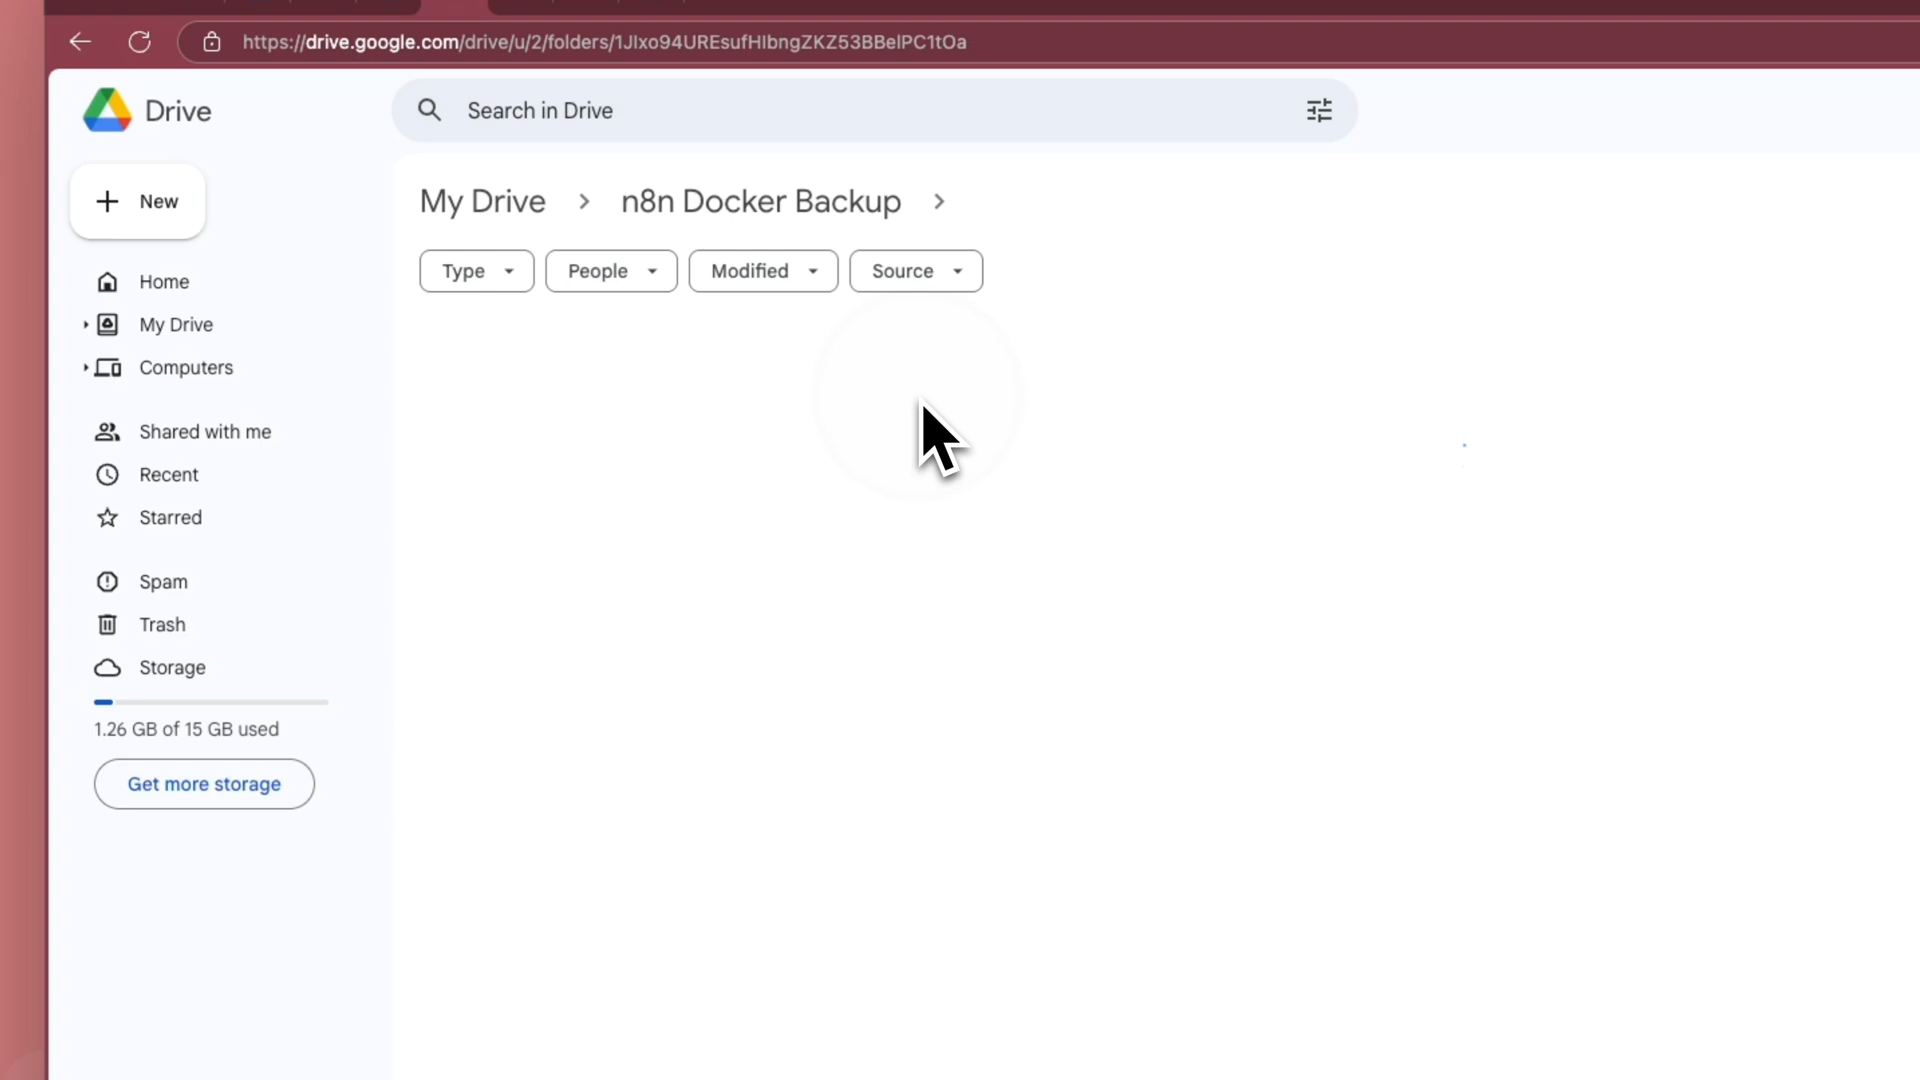 https://drive.google.com/drive/u/2/folders/1JIxo94UREsufHIbngZKZ53BBelPC1tOa
Drive
Search in Drive
New
My Drive
n8n Docker Backup
Type
People
Modified
Source
Home
My Drive
Computers
Shared with me
Recent
Starred
Spam
Trash
Storage
1.26 GB of 15 GB used
Get more storage